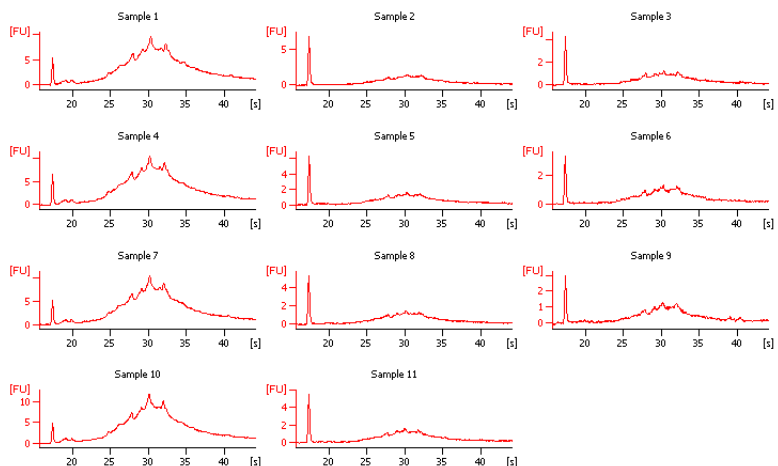 Sample 1
[FU]
5
0
20 30 40 [s]
Sample 2
[FU]
5
0
20 25 30 35 40 [s]
Sample 3
[FU]
2
0
20 25 30 35 40 [s]
Sample 4
[FU]
5
0
20 25 30 35 40 [s]
Sample 5
[FU]
4
2
0
20 25 30 35 40 [s]
Sample 6
[FU]
2
0
20 25 30 35 40 [s]
Sample 7
[FU]
5
0
20 25 30 35 40 [s]
Sample 8
[FU]
4
2
0
20 25 30 35 40 [s]
Sample 9
[FU]
2
1
0
20 25 30 35 40 [s]
Sample 10
[FU]
10
5
0
20 25 30 35 40 [s]
Sample 11
[FU]
4
2
0
20 25 30 35 40 [s]